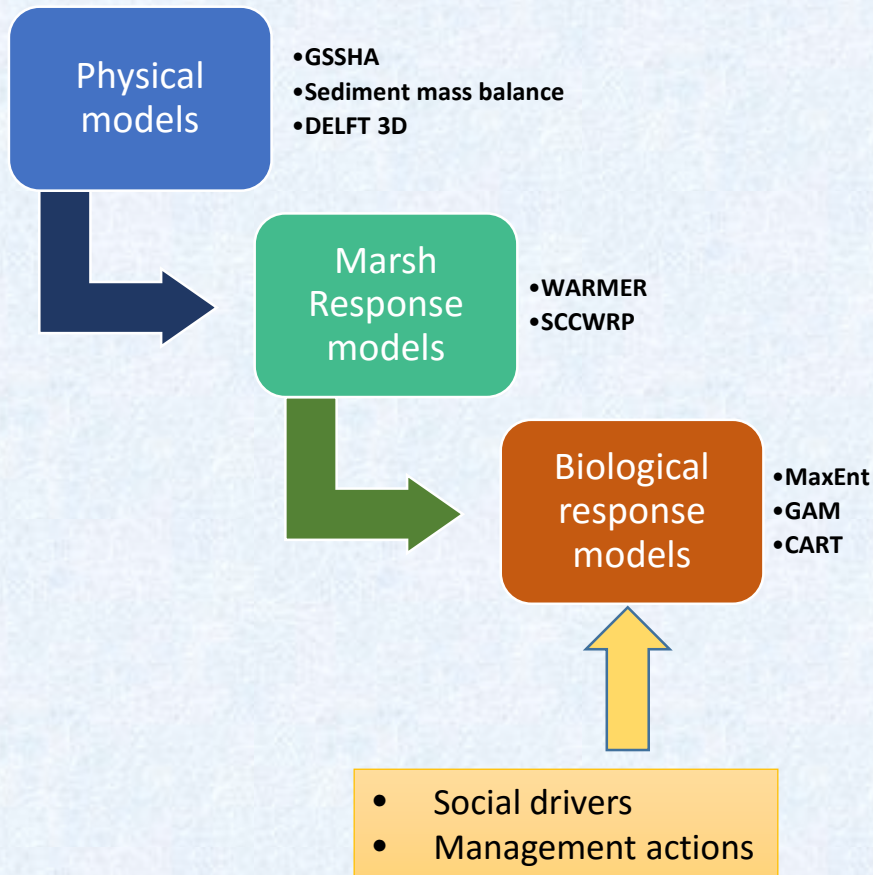 Physical
models
•GSSHA
•Sediment mass balance
•DELFT 3D
Marsh
Response
models
•WARMER
•SCCWRP
Biological
response
models
•MaxEnt
•GAM
•CART
• Social drivers
• Management actions